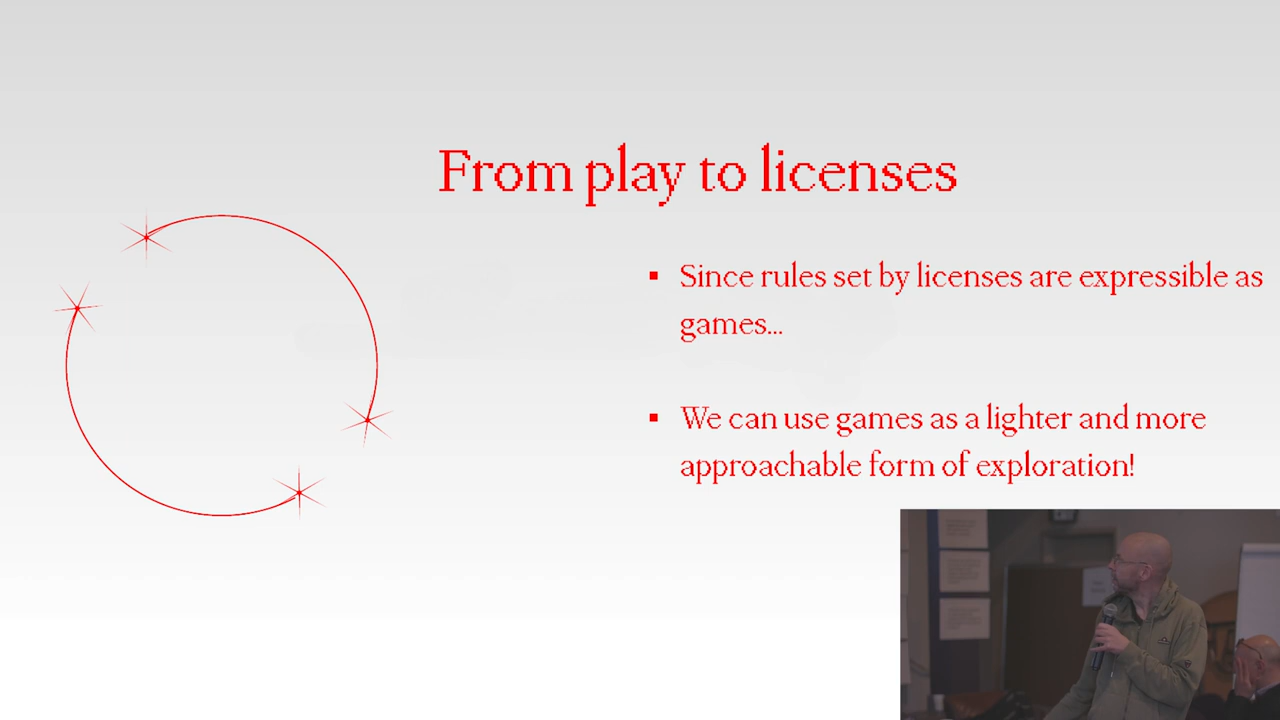 From play to licenses
▪ Since rules set by licenses are expressible as
games...
▪ We can use games as a lighter and more
approachable form of exploration!